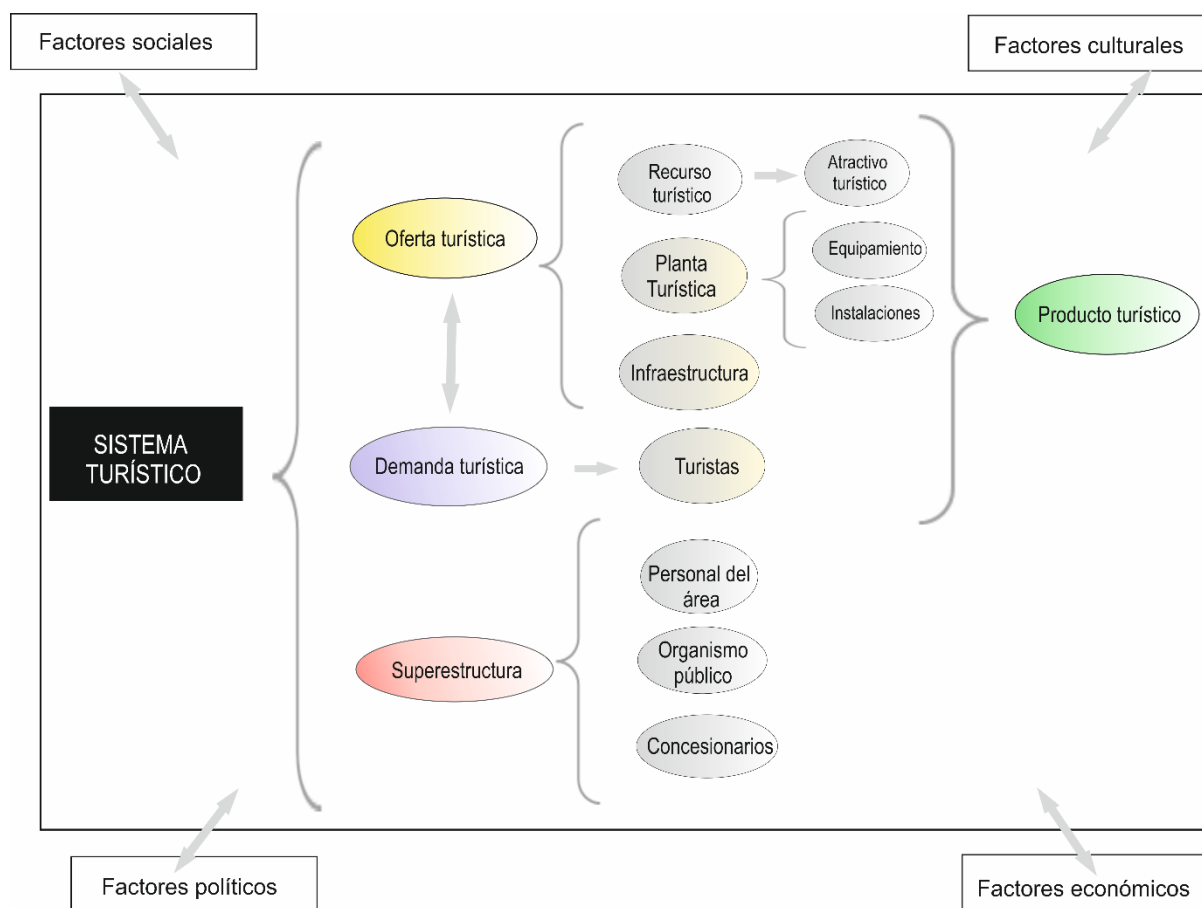 Factores sociales
Factores culturales
Recurso
turístico
Atractivo
turístico
Oferta turística
Equipamiento
Planta
Turística
Instalaciones
Producto turístico
Infraestructura
SISTEMA
TURÍSTICO
Demanda turística
Turistas
Personal del
área
Superestructura
Organismo
público
Concesionarios
Factores políticos
Factores económicos